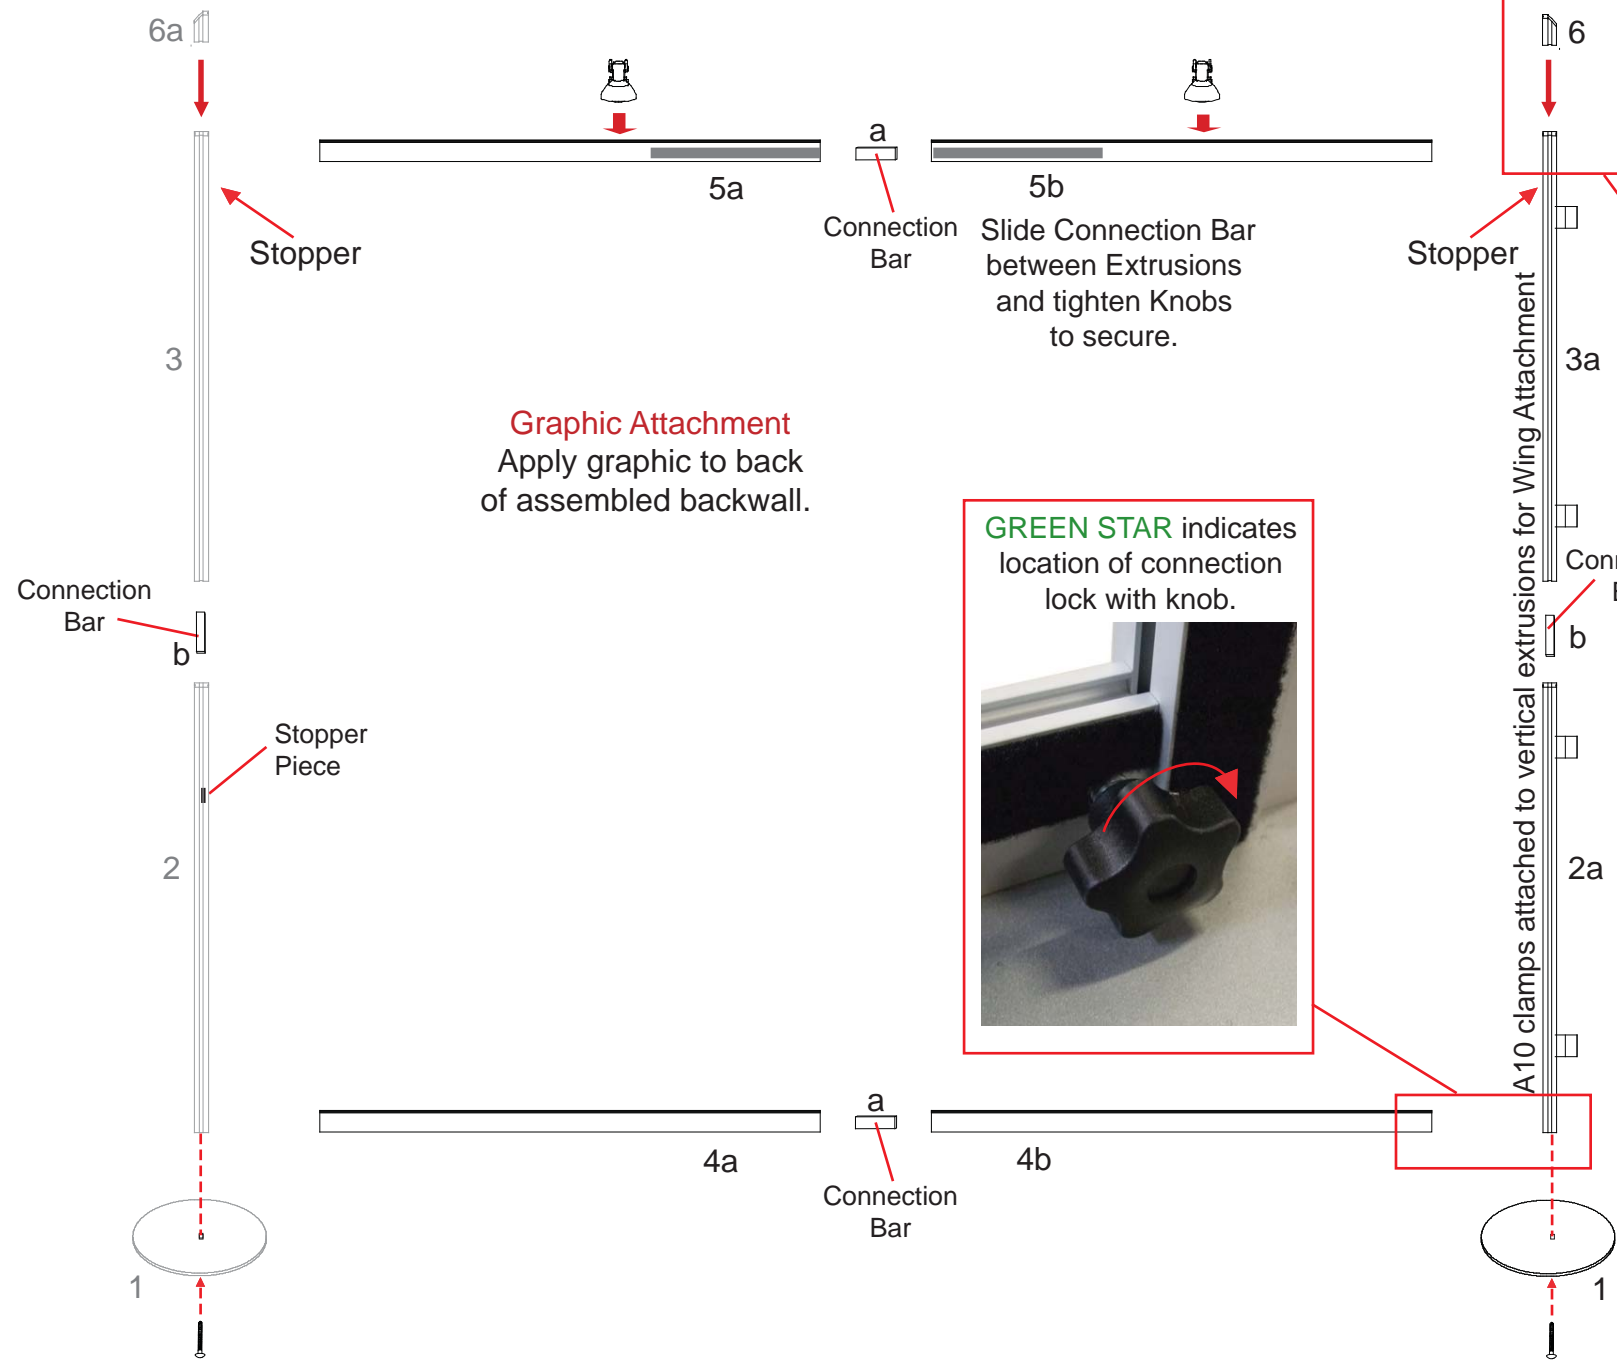 6a
6
a
5a
5b
Connection
Bar
Slide Connection Bar
between Extrusions
and tighten Knobs
to secure.
Stopper
Stopper
3
3a
Graphic Attachment
Apply graphic to back
of assembled backwall.
A10 clamps attached to vertical extrusions for Wing Attachment
GREEN STAR indicates
location of connection
lock with knob.
Connection
Bar
b
b
Stopper
Piece
2
2a
a
4a
4b
Connection
Bar
1
1